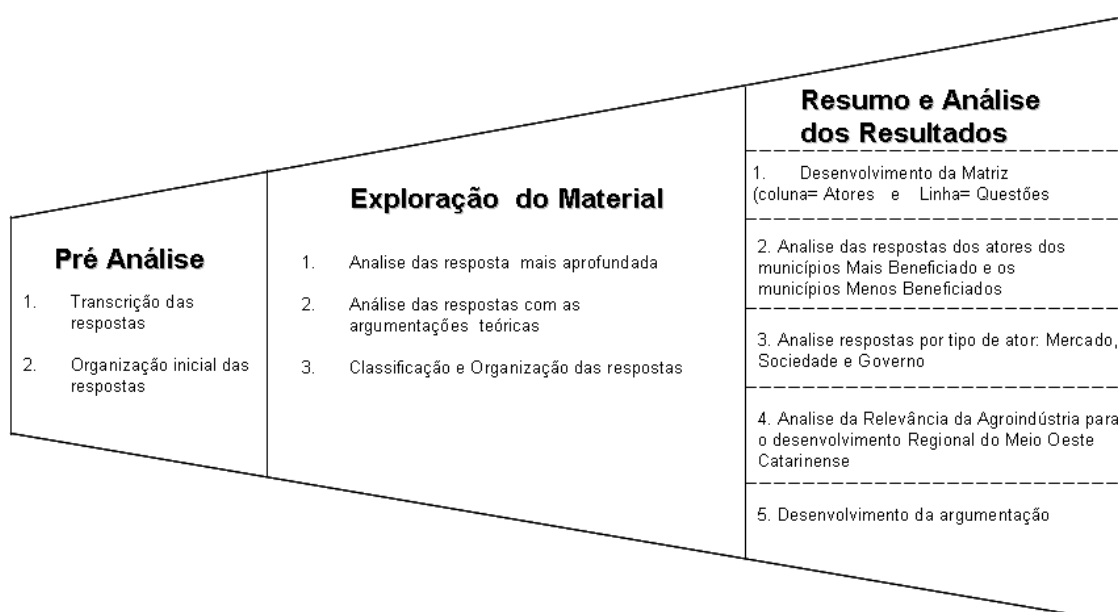 Pré Análise
1. Transcrição das
respostas
2. Organização inicial das
respostas
Exploração do Material
1. Analise das resposta mais aprofundada
2. Análise das respostas com as
argumentações teóricas
3. Classificação e Organização das respostas
Resumo e Análise
dos Resultados
1. Desenvolvimento da Matriz
(coluna= Atores e Linha= Questões
2. Analise das respostas dos atores dos
municípios Mais Beneficiado e os
municípios Menos Beneficiados
3. Analise respostas por tipo de ator: Mercado,
Sociedade e Governo
4. Analise da Relevância da Agroindústria para
o desenvolvimento Regional do Meio Oeste
Catarinense
5. Desenvolvimento da argumentação